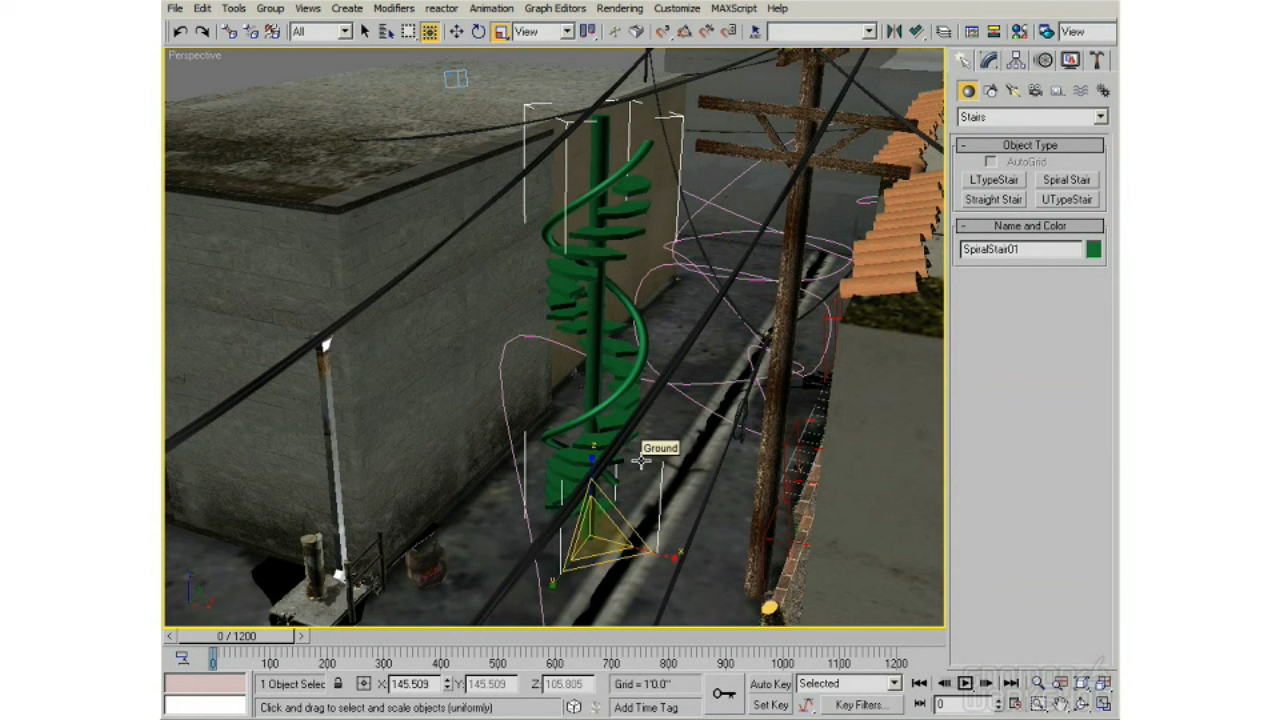 File Edit Tools Group Views Create Modifiers reactor Animation Graph Editors Rendering Customize MAXScript Help
All View View
Perspective
Stairs
- Object Type
AutoGrid
LTypeStair Spiral Stair
Straight Stair UTypeStair
- Name and Color
SpiralStair01
Ground
z
x
y
< 0 / 1200 >
0 100 200 300 400 500 600 700 800 900 1000 1100 1200
1 Object Selec X: 145.509 Y: 145.509 Z: 105.805 Grid = 1'0.0" Auto Key Selected
Click and drag to select and scale objects (uniformly) Add Time Tag Set Key Key Filters... 0